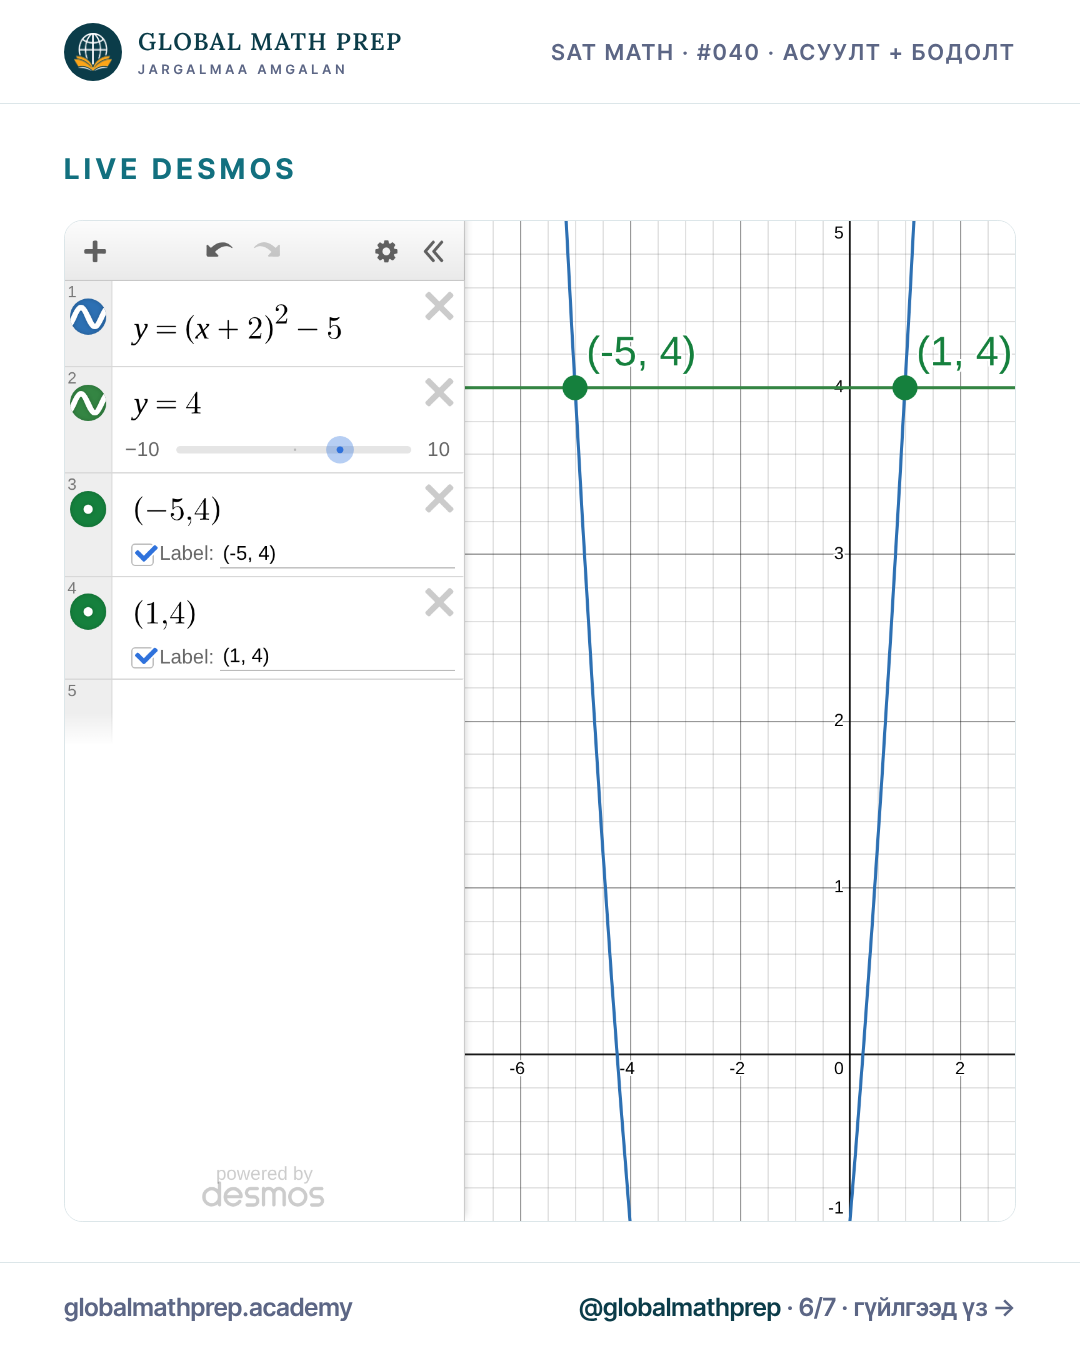 GLOBAL MATH PREP
JARGALMAA AMGALAN
SAT MATH · #040 · АСУУЛТ + БОДОЛТ
LIVE DESMOS
1
y = (x + 2)² − 5
2
y = 4
−10
10
3
(−5,4)
Label: (-5, 4)
4
(1,4)
Label: (1, 4)
5
powered by
desmos
5
(-5, 4)
(1, 4)
4
3
2
1
-6
-4
-2
0
2
-1
globalmathprep.academy
@globalmathprep · 6/7 · гүйлгээд үз →